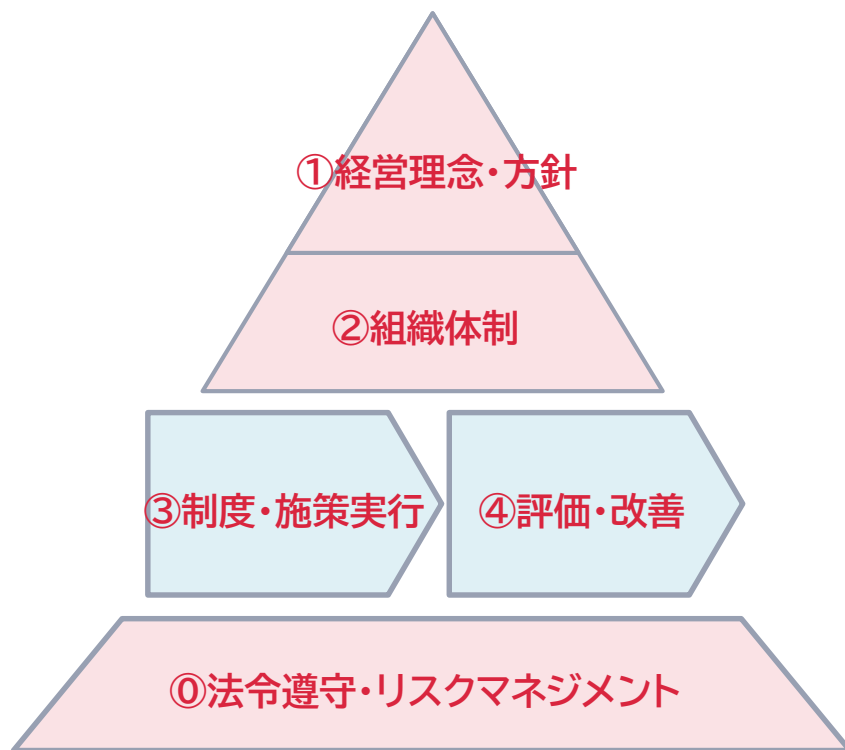 ①経営理念・方針
②組織体制
③制度・施策実行
④評価・改善
⓪法令遵守・リスクマネジメント